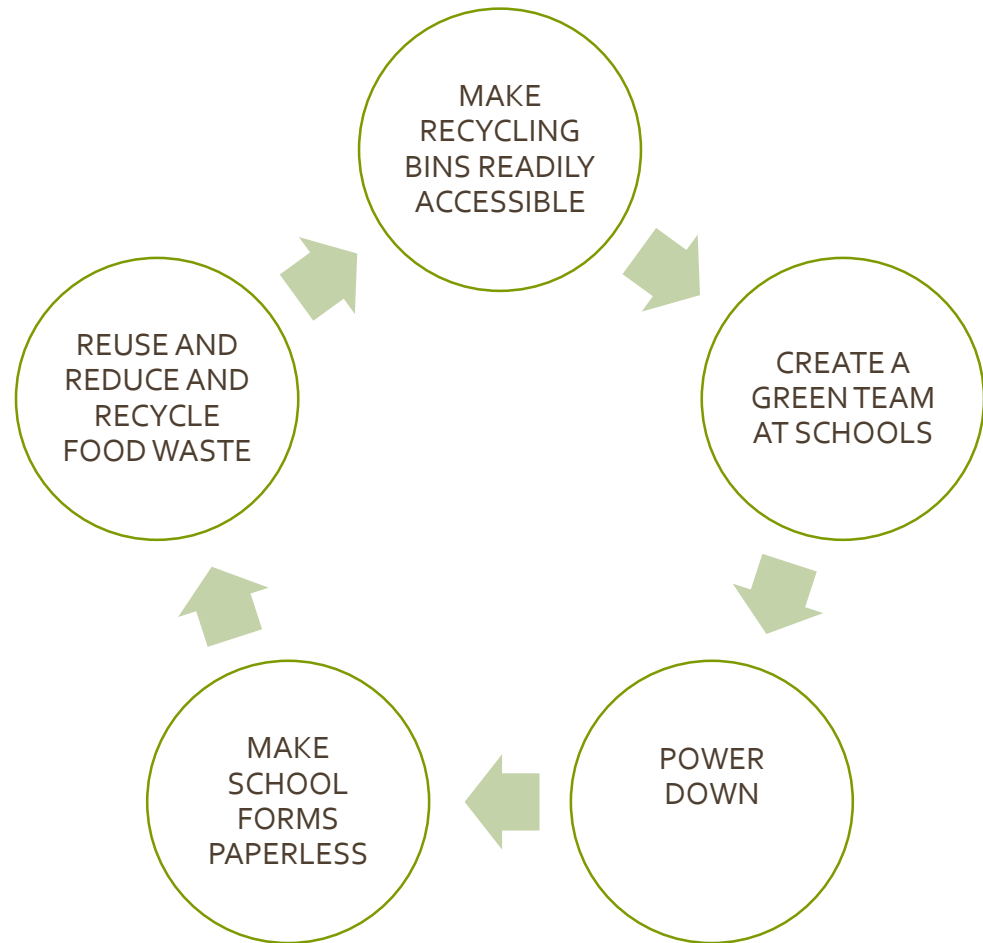 MAKE
RECYCLING
BINS READILY
ACCESSIBLE
CREATE A
GREEN TEAM
AT SCHOOLS
POWER
DOWN
MAKE
SCHOOL
FORMS
PAPERLESS
REUSE AND
REDUCE AND
RECYCLE
FOOD WASTE